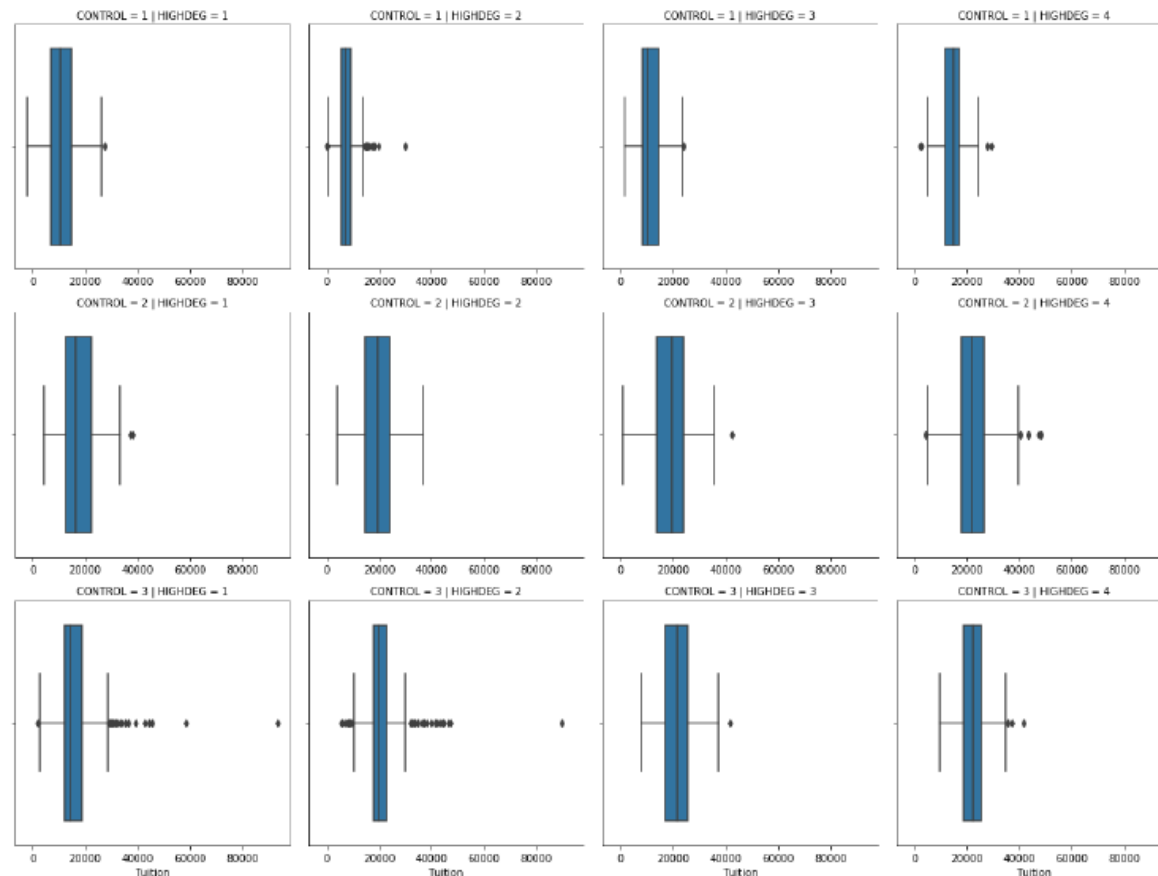 CONTROL = 1 | HIGHDEG = 1
CONTROL = 1 | HIGHDEG = 2
CONTROL = 1 | HIGHDEG = 3
CONTROL = 1 | HIGHDEG = 4
0 20000 40000 60000 80000
0 20000 40000 60000 80000
0 20000 40000 60000 80000
0 20000 40000 60000 80000
CONTROL = 2 | HIGHDEG = 1
CONTROL = 2 | HIGHDEG = 2
CONTROL = 2 | HIGHDEG = 3
CONTROL = 2 | HIGHDEG = 4
0 20000 40000 60000 80000
0 20000 40000 60000 80000
0 20000 40000 60000 80000
0 20000 40000 60000 80000
CONTROL = 3 | HIGHDEG = 1
CONTROL = 3 | HIGHDEG = 2
CONTROL = 3 | HIGHDEG = 3
CONTROL = 3 | HIGHDEG = 4
0 20000 40000 60000 80000
0 20000 40000 60000 80000
0 20000 40000 60000 80000
0 20000 40000 60000 80000
Tuition
Tuition
Tuition
Tuition